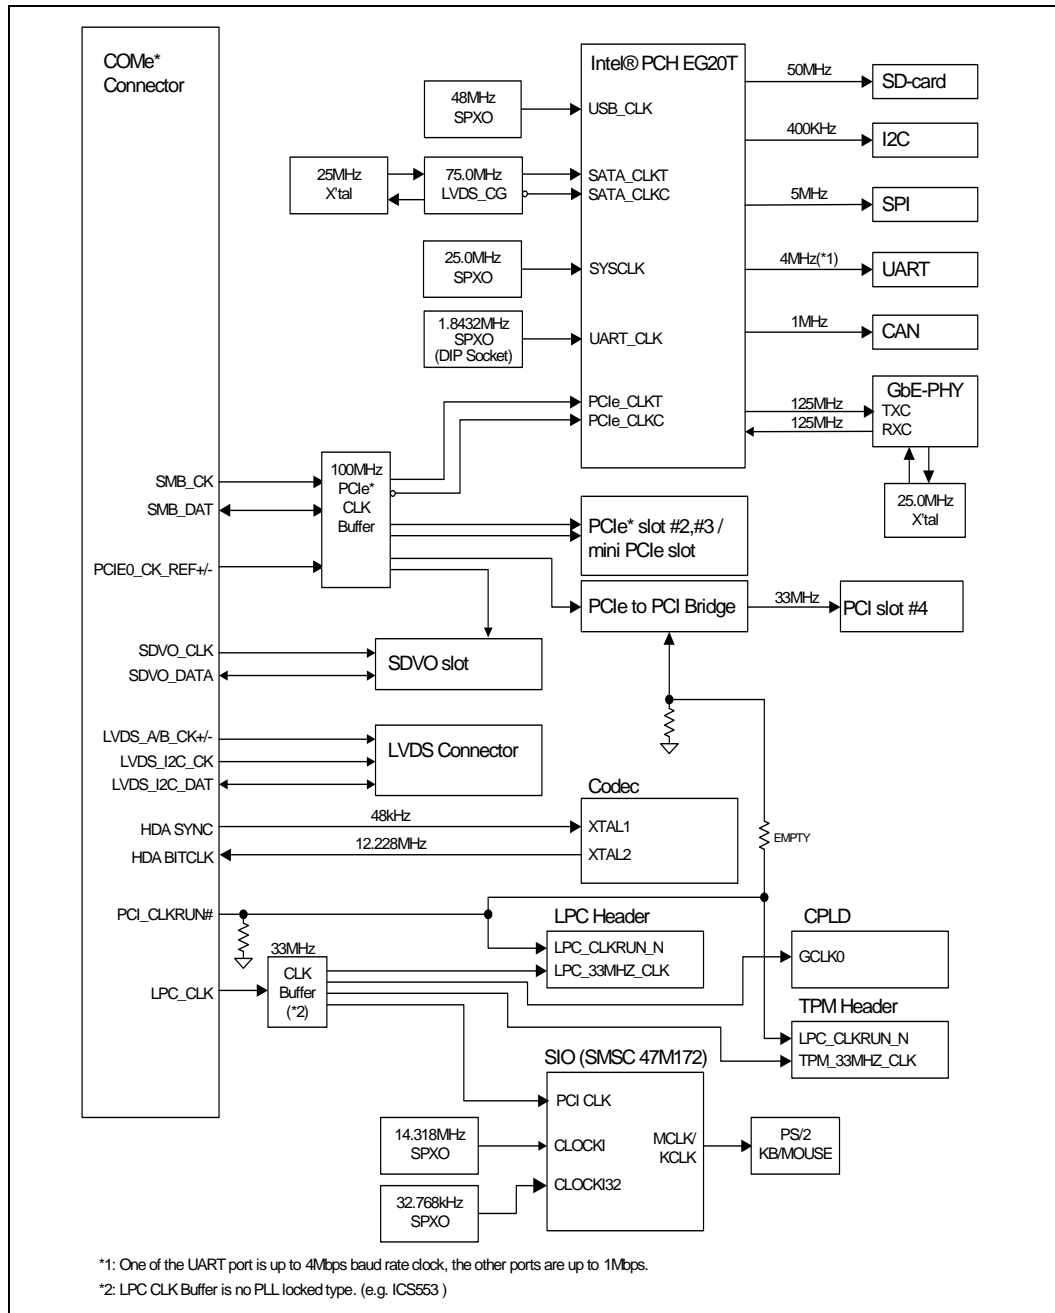 COMe*
Connector
Intel® PCH EG20T
50MHz
SD-card
48MHz
SPXO
USB_CLK
400KHz
I2C
25MHz
X'tal
75.0MHz
LVDS_CG
SATA_CLKT
SATA_CLKC
5MHz
SPI
25.0MHz
SPXO
SYSCLK
4MHz(*1)
UART
1.8432MHz
SPXO
(DIP Socket)
UART_CLK
1MHz
CAN
GbE-PHY
PCIe_CLKT
PCIe_CLKC
125MHz
125MHz
TXC
RXC
25.0MHz
X'tal
SMB_CK
SMB_DAT
PCIE0_CK_REF+/-
100MHz
PCIe*
CLK
Buffer
PCIe* slot #2,#3 /
mini PCIe slot
PCIe to PCI Bridge
33MHz
PCI slot #4
SDVO_CLK
SDVO_DATA
SDVO slot
LVDS_A/B_CK+/-
LVDS_I2C_CK
LVDS_I2C_DAT
LVDS Connector
Codec
HDA SYNC
48kHz
XTAL1
HDA BITCLK
12.228MHz
XTAL2
EMPTY
PCI_CLKRUN#
LPC Header
LPC_CLKRUN_N
LPC_33MHZ_CLK
CPLD
GCLK0
33MHz
LPC_CLK
CLK
Buffer
(*2)
TPM Header
LPC_CLKRUN_N
TPM_33MHZ_CLK
SIO (SMSC 47M172)
PCI CLK
14.318MHz
SPXO
CLOCKI
MCLK/
KCLK
PS/2
KB/MOUSE
32.768kHz
SPXO
CLOCKI32
*1: One of the UART port is up to 4Mbps baud rate clock, the other ports are up to 1Mbps.
*2: LPC CLK Buffer is no PLL locked type. (e.g. ICS553 )